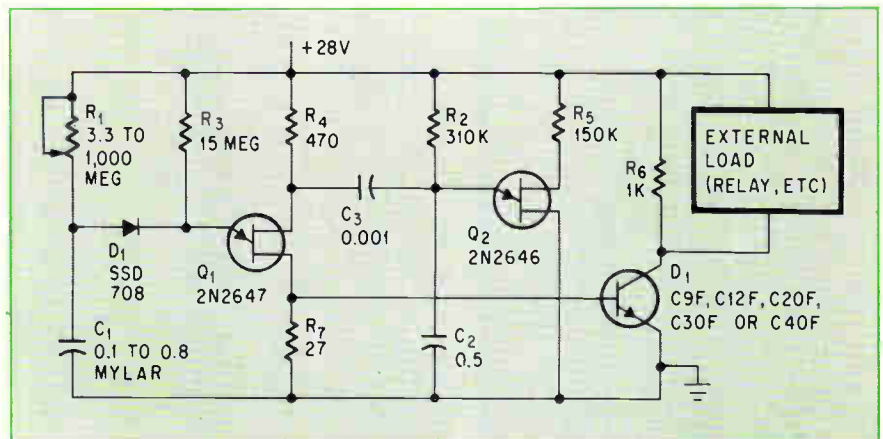 +28V
R1
3.3 TO
1,000
MEG
R3
15 MEG
R4
470
R2
310K
R5
150K
EXTERNAL
LOAD
(RELAY, ETC)
R6
1K
C3
0.001
D1
SSD
708
Q1
2N2647
Q2
2N2646
D1
C9F, C12F, C20F,
C30F OR C40F
C1
0.1 TO 0.8
MYLAR
R7
27
C2
0.5